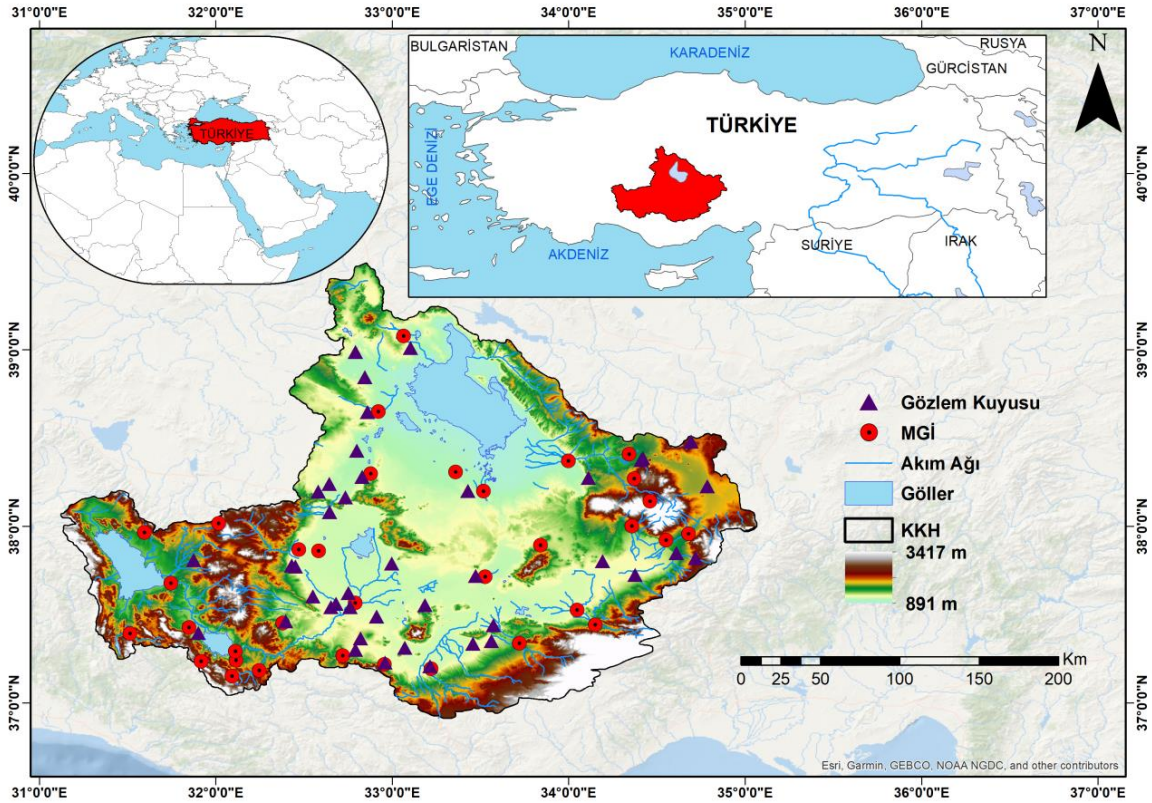 31°0'0"E 32°0'0"E 33°0'0"E 34°0'0"E 35°0'0"E 36°0'0"E 37°0'0"E
BULGARİSTAN
KARADENİZ
RUSYA
GÜRCİSTAN
N
TÜRKİYE
TÜRKİYE
EGE DENİZİ
AKDENİZ
SURİYE
IRAK
40°0'0"N
40°0'0"N
39°0'0"N
39°0'0"N
38°0'0"N
38°0'0"N
37°0'0"N
37°0'0"N
Gözlem Kuyusu
MGİ
Akım Ağı
Göller
KKH
3417 m
891 m
Km
0 25 50 100 150 200
Esri, Garmin, GEBCO, NOAA NGDC, and other contributors
31°0'0"E 32°0'0"E 33°0'0"E 34°0'0"E 35°0'0"E 36°0'0"E 37°0'0"E